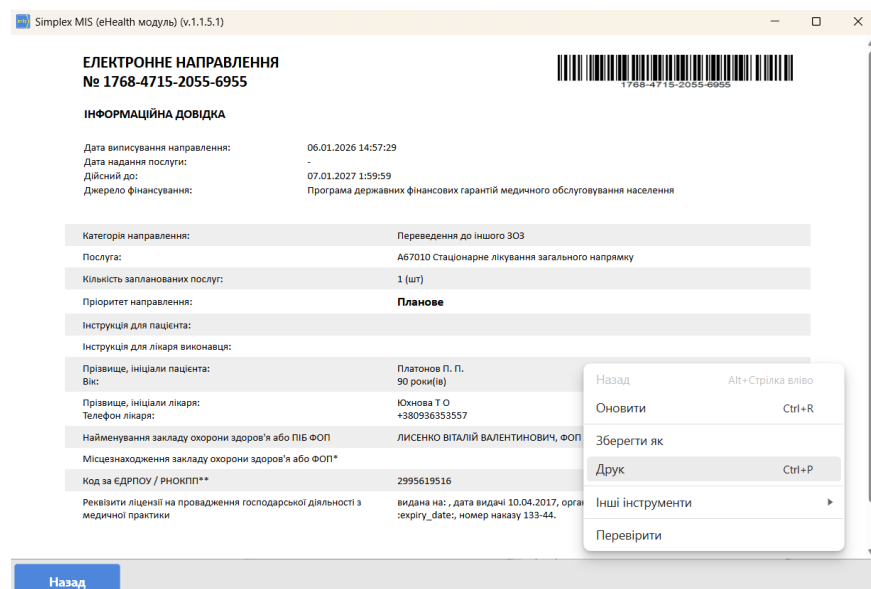 Simplex MIS (eHealth модуль) (v.1.1.5.1)
ЕЛЕКТРОННЕ НАПРАВЛЕННЯ
№ 1768-4715-2055-6955
1768-4715-2055-6955
ІНФОРМАЦІЙНА ДОВІДКА
Дата виписування направлення: 06.01.2026 14:57:29
Дата надання послуги: -
Дійсний до: 07.01.2027 1:59:59
Джерело фінансування: Програма державних фінансових гарантій медичного обслуговування населення
Категорія направлення: Переведення до іншого ЗОЗ
Послуга: А67010 Стаціонарне лікування загального напрямку
Кількість запланованих послуг: 1 (шт)
Пріоритет направлення: Планове
Інструкція для пацієнта:
Інструкція для лікаря виконавця:
Прізвище, ініціали пацієнта: Платонов П. П.
Вік: 90 роки(ів)
Прізвище, ініціали лікаря: Юхнова Т О
Телефон лікаря: +380936353557
Найменування закладу охорони здоров'я або ПІБ ФОП ЛИСЕНКО ВІТАЛІЙ ВАЛЕНТИНОВИЧ, ФОП
Місцезнаходження закладу охорони здоров'я або ФОП*
Код за ЄДРПОУ / РНОКПП** 2995619516
Реквізити ліцензії на провадження господарської діяльності з видана на: , дата видачі 10.04.2017, орга
медичної практики :expiry_date:, номер наказу 133-44.
Назад Alt+Стрілка вліво
Оновити Ctrl+R
Зберегти як
Друк Ctrl+P
Інші інструменти
Перевірити
Назад